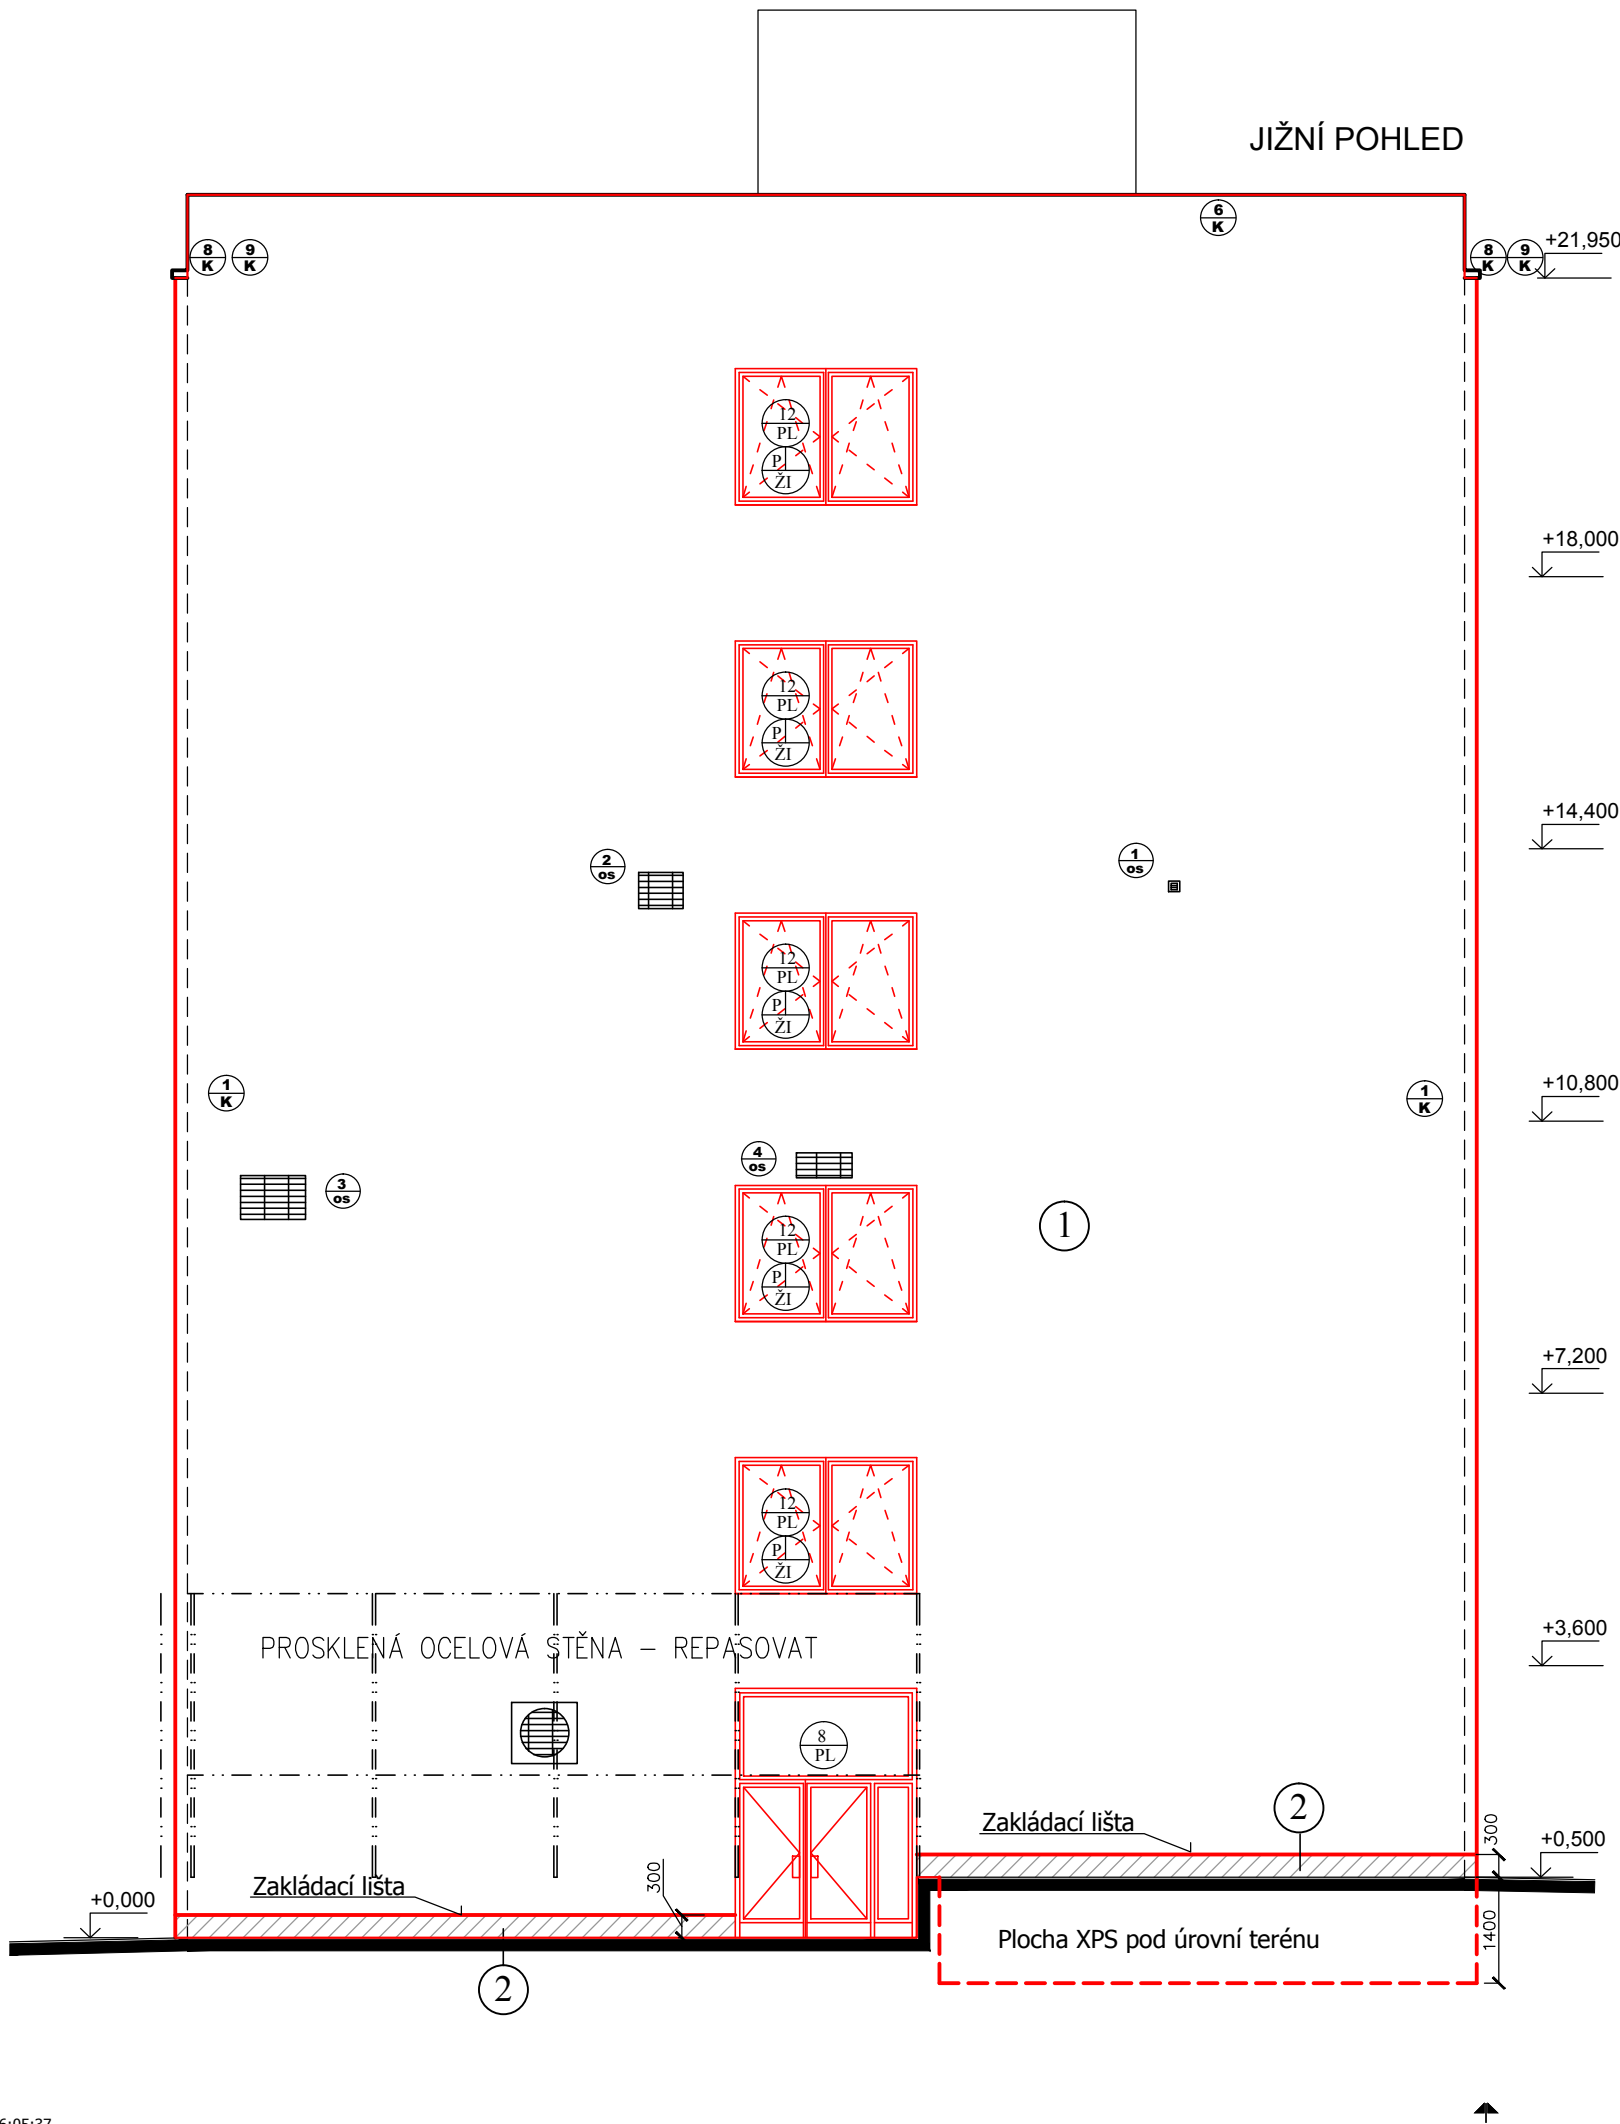 JIŽNÍ POHLED
6
K
8
K
9
K
8
K
9
K
+21,950
12
PL
P
ŽI
+18,000
12
PL
P
ŽI
+14,400
2
os
1
os
12
PL
P
ŽI
1
K
1
K
+10,800
4
os
3
os
12
PL
P
ŽI
1
+7,200
12
PL
P
ŽI
PROSKLENÁ OCELOVÁ STĚNA – REPASOVAT
+3,600
8
PL
2
Zakládací lišta
300
+0,500
Zakládací lišta
300
+0,000
Plocha XPS pod úrovní terénu
1400
2